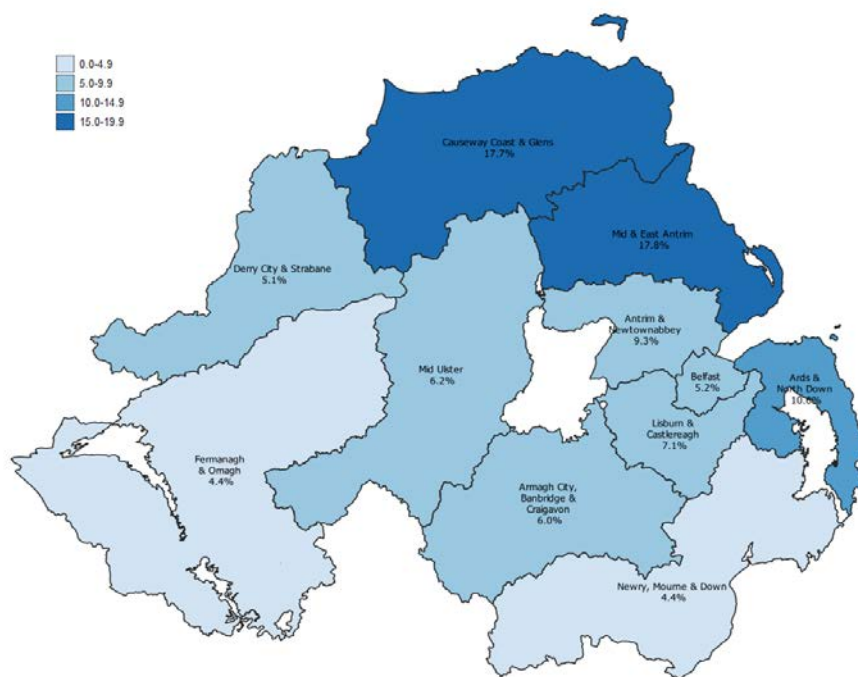 0.0-4.9
5.0-9.9
10.0-14.9
15.0-19.9
Causeway Coast & Glens
17.7%
Mid & East Antrim
17.8%
Derry City & Strabane
5.1%
Antrim &
Newtownabbey
9.3%
Mid Ulster
6.2%
Belfast
5.2%
Ards &
North Down
10.6%
Lisburn &
Castlereagh
7.1%
Fermanagh
& Omagh
4.4%
Armagh City,
Banbridge &
Craigavon
6.0%
Newry, Mourne & Down
4.4%